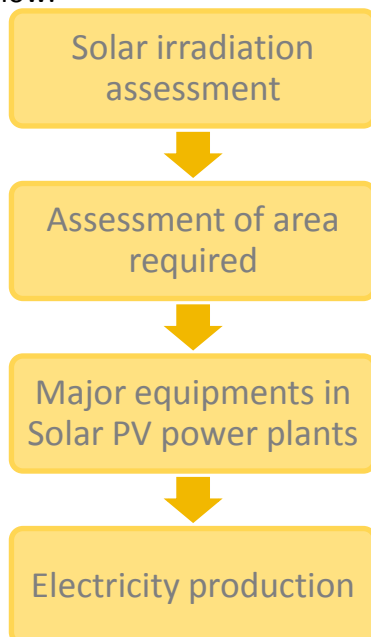 Solar irradiation
assessment
Assessment of area
required
Major equipments in
Solar PV power plants
Electricity production